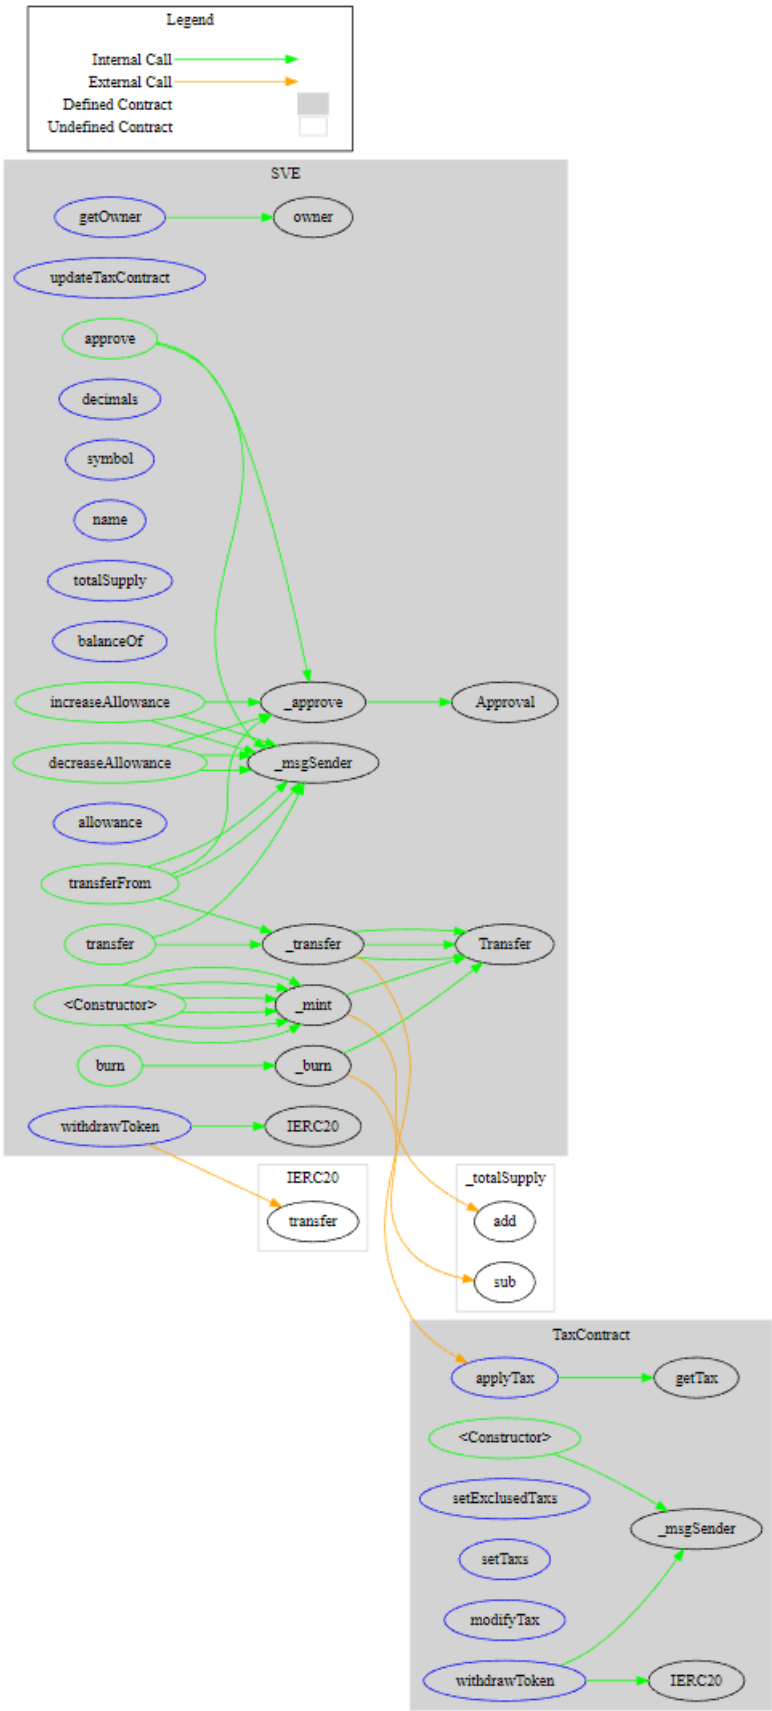 Legend
Internal Call
External Call
Defined Contract
Undefined Contract
SVE
getOwner owner
updateTaxContract
approve
decimals
symbol
name
totalSupply
balanceOf
increaseAllowance _approve Approval
decreaseAllowance _msgSender
allowance
transferFrom
transfer _transfer Transfer
<Constructor> _mint
burn _burn
withdrawToken IERC20
IERC20 _totalSupply
transfer add
sub
TaxContract
applyTax getTax
<Constructor>
setExclusedTaxs
_msgSender
setTaxs
modifyTax
withdrawToken IERC20